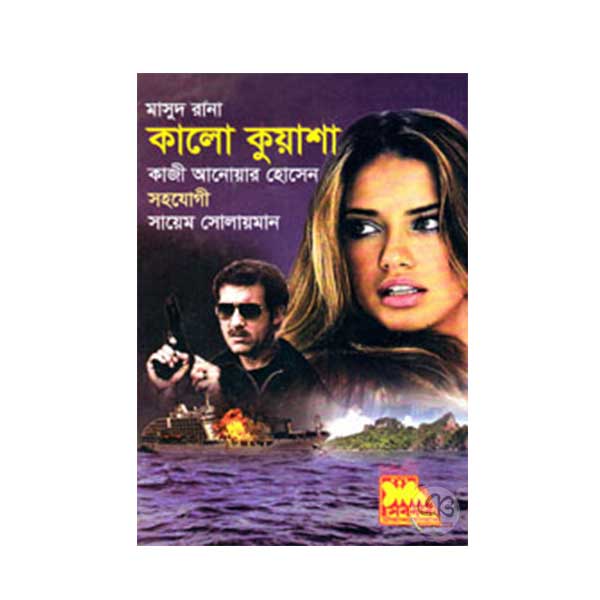 মাসুদ রানা
কালো কুয়াশা
কাজী আনোয়ার হোসেন
সহযোগী
সায়েম সোলায়মান